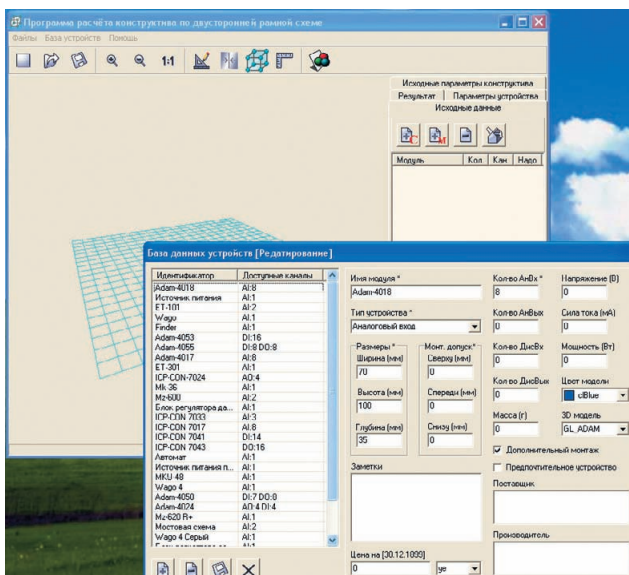 Программа расчёта конструктива по двусторонней рамной схеме
Файлы База устройств Помощь
1:1
Исходные параметры конструктива
Результат Параметры устройства
Исходные данные
C M
Модуль Кол Кан Надо
База данных устройств [Редактирование]
Идентификатор Доступные каналы
Adam-4018 AI:8
Источник питания AI:1
ET-101 AI:2
Wago AI:1
Finder AI:1
Adam-4053 DI:16
Adam-4055 DI:8 DO:8
Adam-4017 AI:8
ET-301 AI:1
ICP-CON-7024 AO:4
Mk 36 AI:1
Mz-600 AI:2
Блок регулятора да... AI:1
ICP-CON 7033 AI:3
ICP-CON 7017 AI:8
ICP-CON 7041 DI:14
ICP-CON 7043 DO:16
Автомат AI:1
Источник питания п... AI:1
MKU 48 AI:1
Wago 4 AI:1
Adam-4050 DI:7 DO:8
Adam-4024 AO:4 DI:4
Mz-620 R+ AI:1
Мостовая схема AI:2
Wago 4 Серый AI:1
Имя модуля *
Adam-4018
Тип устройства *
Аналоговый вход
Размеры *
Ширина (мм)
70
Высота (мм)
100
Глубина (мм)
35
Монт. допуск *
Сверху (мм)
0
Спереди (мм)
0
Снизу (мм)
0
Заметки
Цена на [30.12.1899]
0 уе
Кол-во АнВх *
8
Кол-во АнВых
0
Кол-во ДисВх
0
Кол-во ДисВых
0
Масса (г)
0
Напряжение (В)
0
Сила тока (мА)
0
Мощность (Вт)
0
Цвет модели
clBlue
3D модель
GL_ADAM
Дополнительный монтаж
Предпочтительное устройство
Поставщик
Производитель